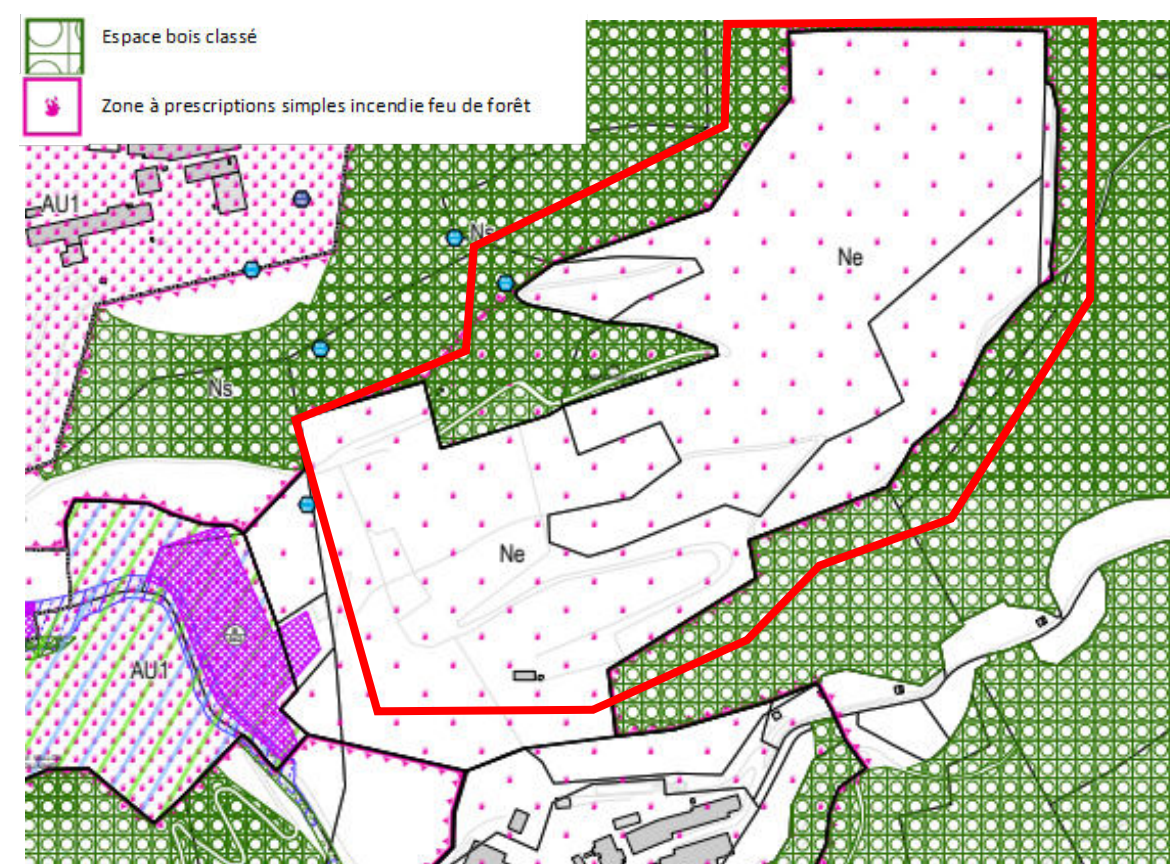 Espace bois classé
Zone à prescriptions simples incendie feu de forêt
AU1
Ns
Ne
Ns
Ne
AU1